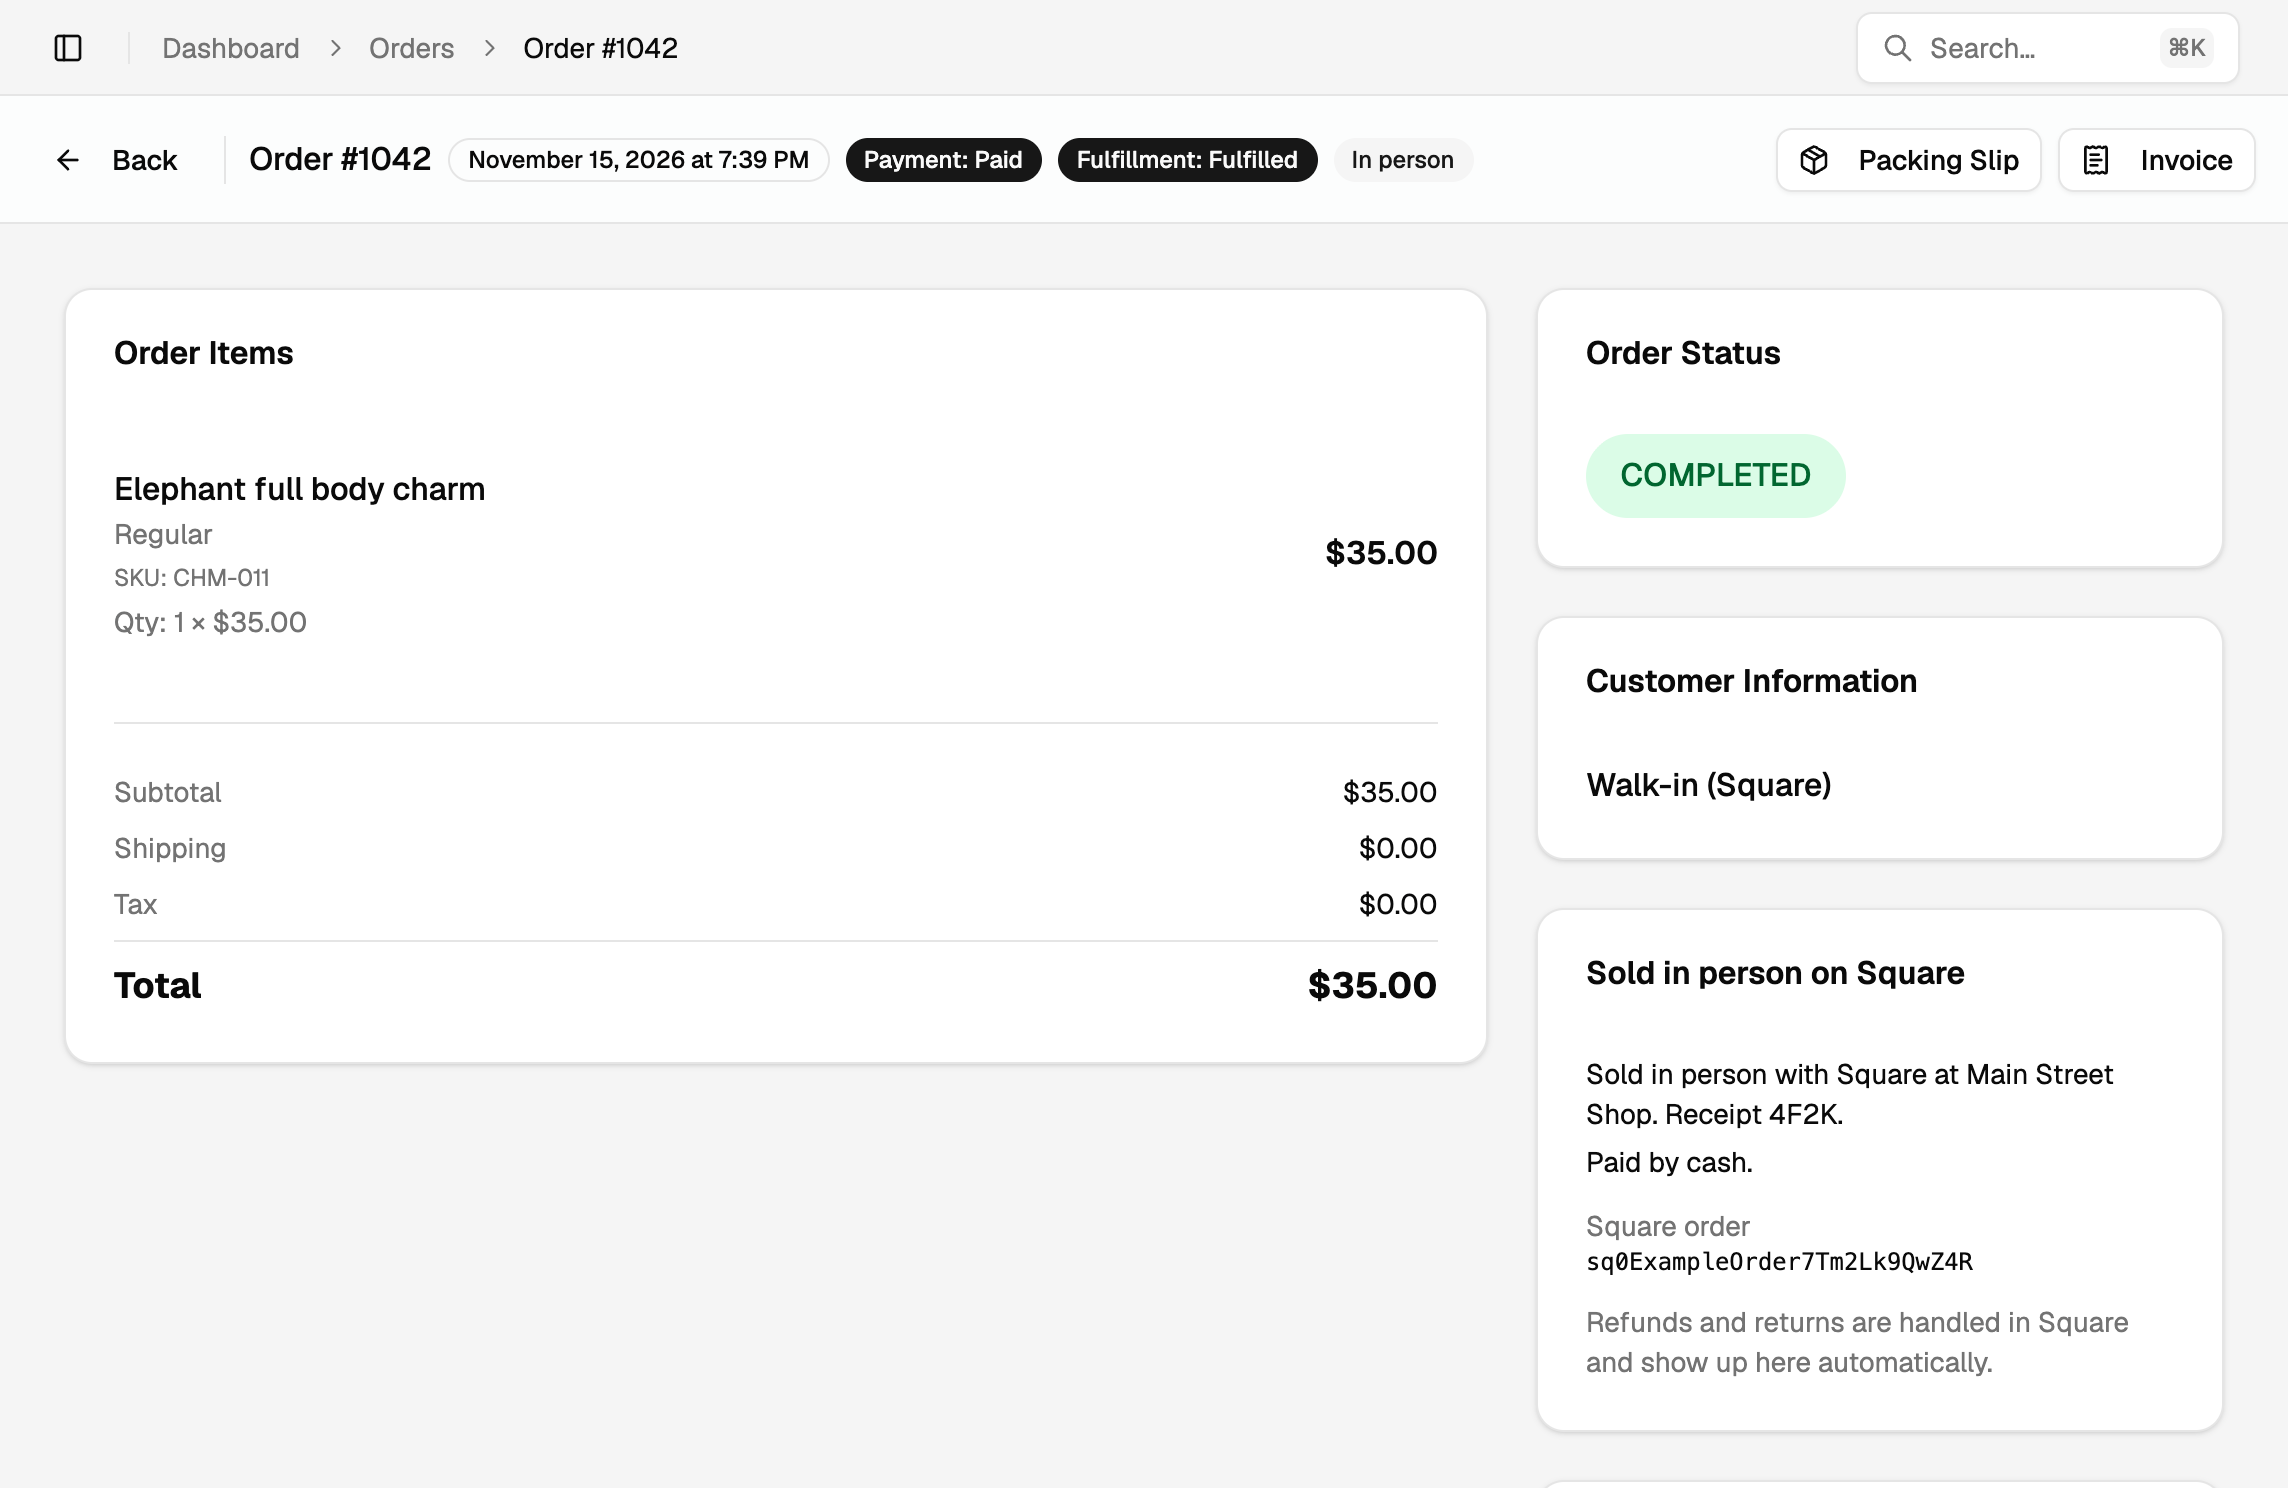 Dashboard > Orders > Order #1042
Search... ⌘K
Back
Order #1042
November 15, 2026 at 7:39 PM
Payment: Paid
Fulfillment: Fulfilled
In person
Packing Slip
Invoice
Order Items
Elephant full body charm
Regular
SKU: CHM-011
Qty: 1 × $35.00
$35.00
Subtotal $35.00
Shipping $0.00
Tax $0.00
Total $35.00
Order Status
COMPLETED
Customer Information
Walk-in (Square)
Sold in person on Square
Sold in person with Square at Main Street
Shop. Receipt 4F2K.
Paid by cash.
Square order
sq0ExampleOrder7Tm2Lk9QwZ4R
Refunds and returns are handled in Square
and show up here automatically.